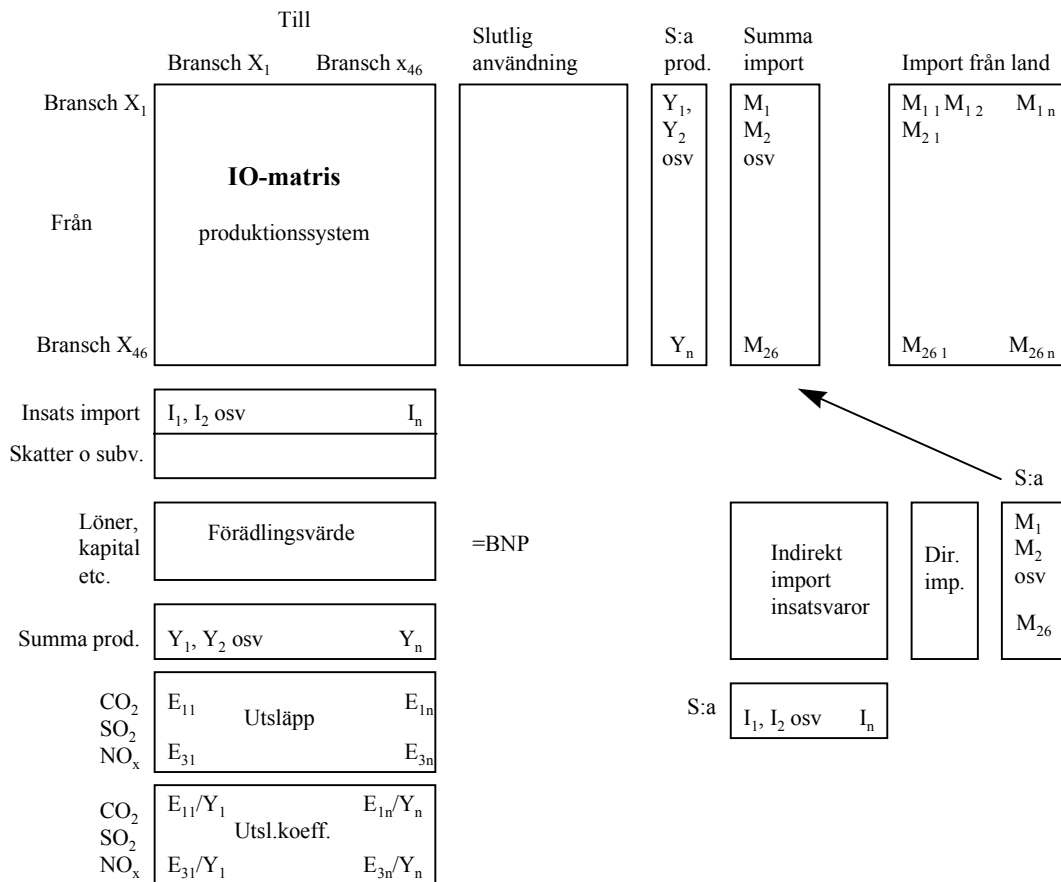 Till
Slutlig användning
S:a prod.
Summa import
Import från land
Bransch X₁ Bransch x₄₆
Bransch X₁
Y₁, M₁ M₁ ₁ M₁ ₂ M₁ ₙ
Y₂ M₂ M₂ ₁
osv osv
IO-matris
Från
produktionssystem
Bransch X₄₆
Yₙ M₂₆ M₂₆ ₁ M₂₆ ₙ
Insats import I₁, I₂ osv Iₙ
Skatter o subv.
S:a
Löner,
kapital
etc.
Förädlingsvärde
=BNP
Indirekt
import
insatsvaror
Dir.
imp.
M₁
M₂
osv
M₂₆
Summa prod. Y₁, Y₂ osv Yₙ
CO₂ E₁₁ E₁ₙ
SO₂ Utsläpp
NOₓ E₃₁ E₃ₙ
S:a I₁, I₂ osv Iₙ
CO₂ E₁₁/Y₁ E₁ₙ/Yₙ
SO₂ Utsl.koeff.
NOₓ E₃₁/Y₁ E₃ₙ/Yₙ